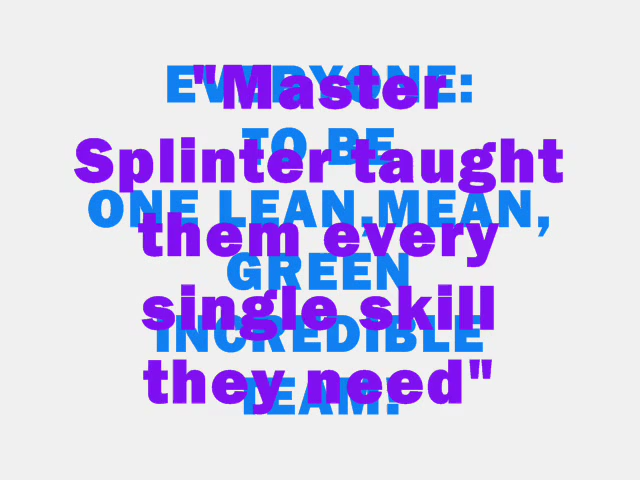 EVERYONE:
TO BE
ONE LEAN,MEAN,
GREEN
INCREDIBLE
TEAM!
"Master
Splinter taught
them every
single skill
they need"